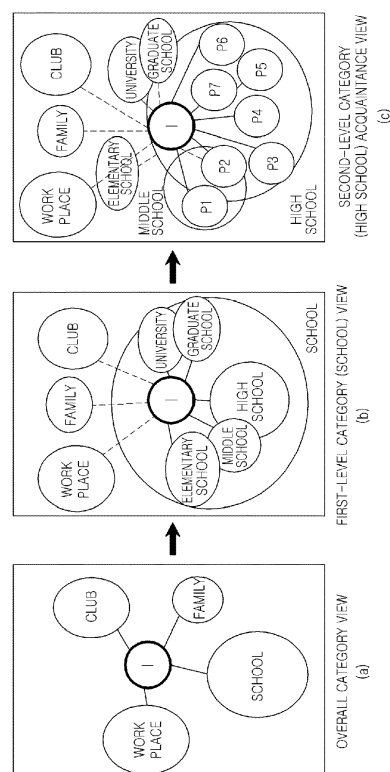 WORK
PLACE
CLUB
I
FAMILY
SCHOOL
OVERALL CATEGORY VIEW
(a)
WORK
PLACE
FAMILY
CLUB
I
ELEMENTARY
SCHOOL
MIDDLE
SCHOOL
HIGH
SCHOOL
UNIVERSITY
GRADUATE
SCHOOL
SCHOOL
FIRST-LEVEL CATEGORY (SCHOOL) VIEW
(b)
WORK
PLACE
FAMILY
CLUB
ELEMENTARY
SCHOOL
I
UNIVERSITY
GRADUATE
SCHOOL
MIDDLE
SCHOOL
P1
P2
P7
P6
P3
P4
P5
HIGH
SCHOOL
SECOND-LEVEL CATEGORY
(HIGH SCHOOL) ACQUAINTANCE VIEW
(c)